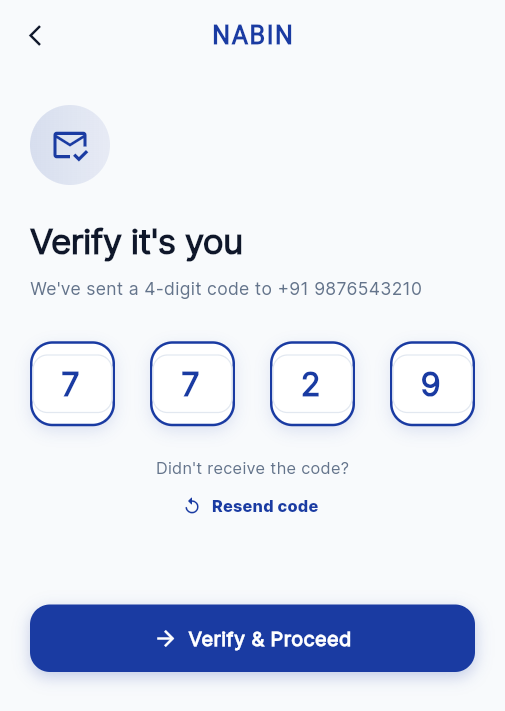 NABIN
Verify it's you
We've sent a 4-digit code to +91 9876543210
7 7 2 9
Didn't receive the code?
Resend code
Verify & Proceed